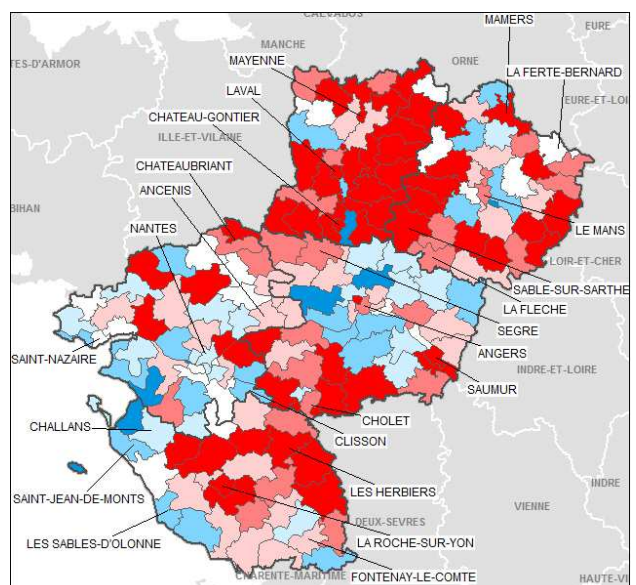 CALVADOS
MAMERS
EURE
MANCHE
ORNE
MAYENNE
LA FERTE-BERNARD
TES-D'ARMOR
LAVAL
EURE-ET-LOI
CHATEAU-GONTIER
ILLE-ET-VILAINE
CHATEAUBRIANT
ANCENIS
BIHAN
NANTES
LE MANS
LOIR-ET-CHER
SABLE-SUR-SARTHE
LA FLECHE
SEGRE
SAINT-NAZAIRE
ANGERS
INDRE-ET-LOIRE
SAUMUR
CHOLET
CHALLANS
CLISSON
SAINT-JEAN-DE-MONTS
LES HERBIERS
INDRE
VIENNE
DEUX-SEVRES
LES SABLES-D'OLONNE
LA ROCHE-SUR-YON
FONTENAY-LE-COMTE
CHARENTE-MARITIME
HAUTE-VI